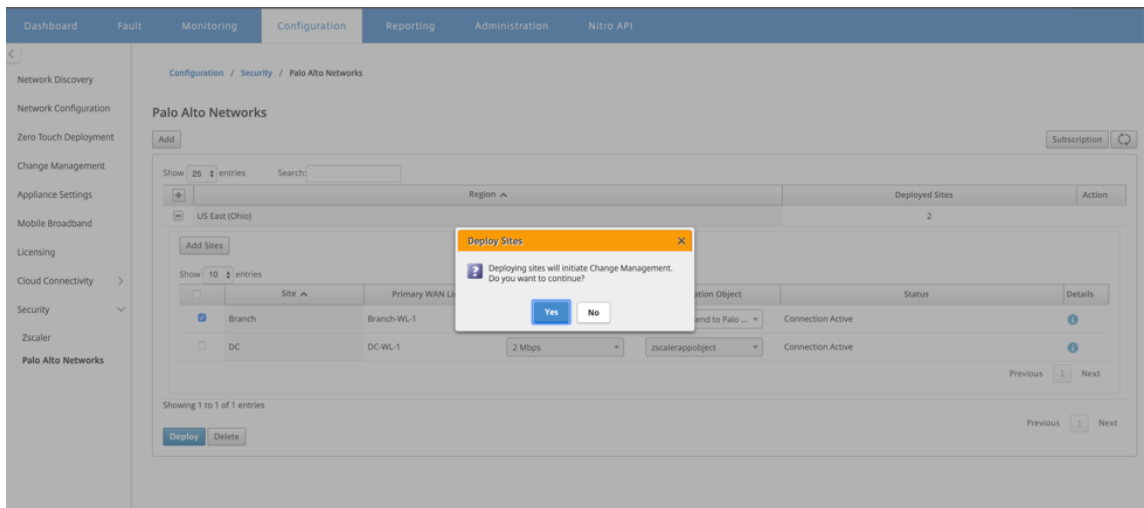 Dashboard Fault Monitoring Configuration Reporting Administration Nitro API
<
Network Discovery
Network Configuration
Zero Touch Deployment
Change Management
Appliance Settings
Mobile Broadband
Licensing
Cloud Connectivity >
Security
Zscaler
Palo Alto Networks
Configuration / Security / Palo Alto Networks
Palo Alto Networks
Add Subscription
Show 25 entries Search:
+ Region Deployed Sites Action
− US East (Ohio) 2
Add Sites
Show 10 entries
Site Primary WAN Li ation Object Status Details
Branch Branch-WL-1 end to Palo ... Connection Active
DC DC-WL-1 2 Mbps zscalerappobject Connection Active
Previous 1 Next
Showing 1 to 1 of 1 entries
Previous 1 Next
Deploy Delete
Deploy Sites ×
? Deploying sites will initiate Change Management.
Do you want to continue?
Yes No